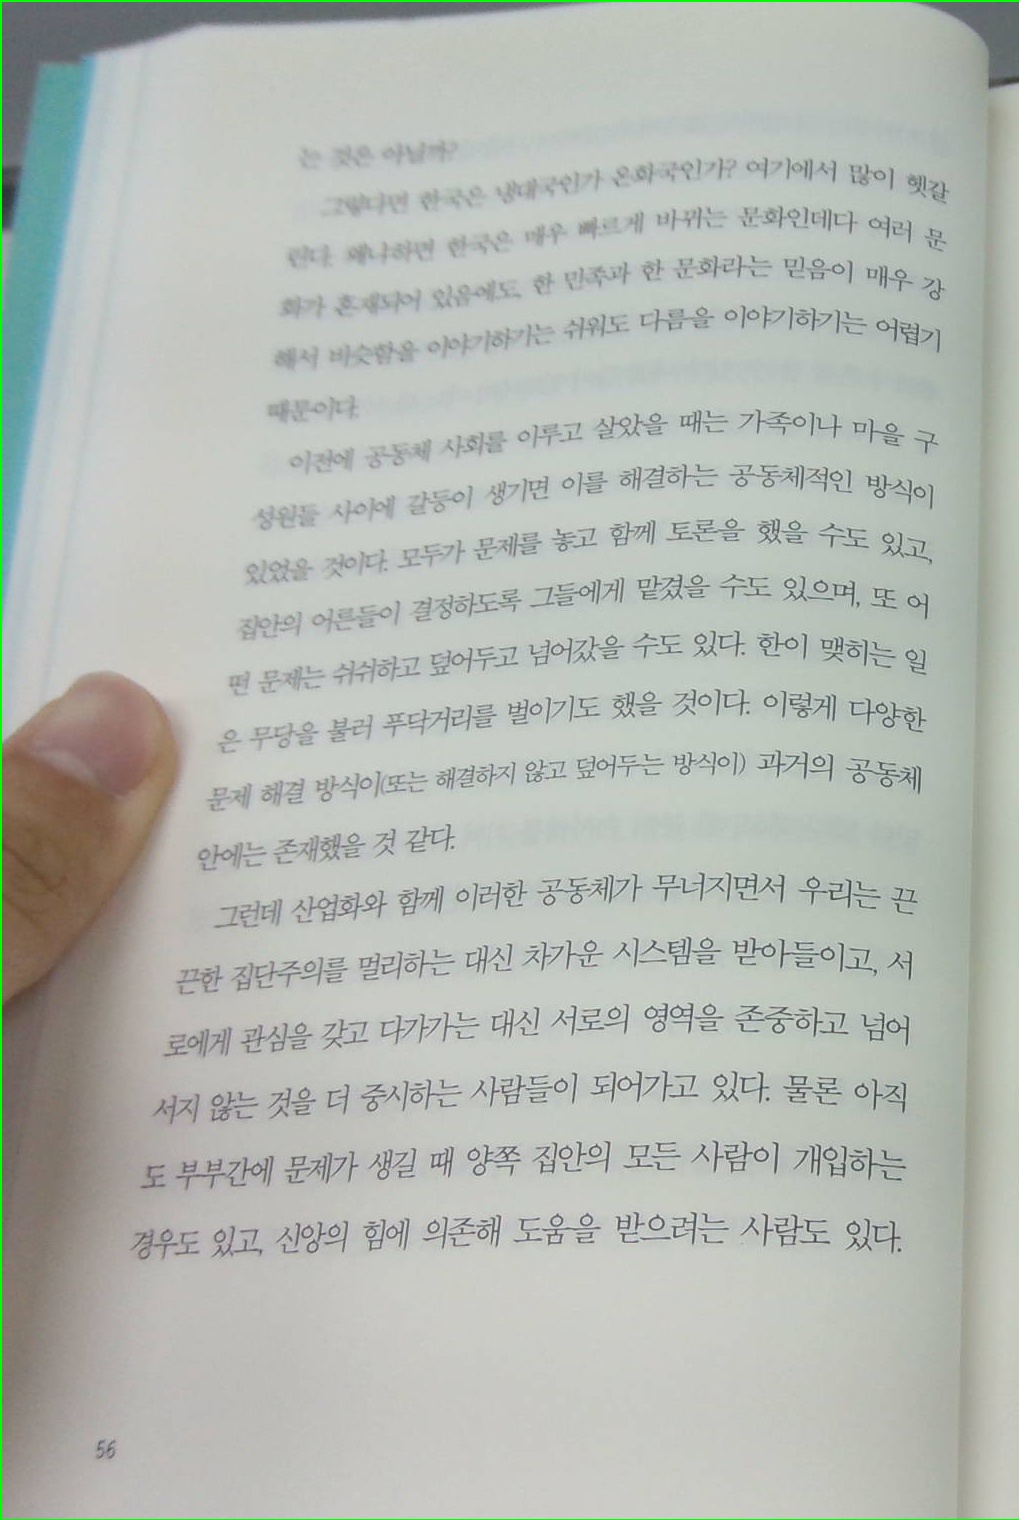 는 것은 아닐까?
그렇다면 한국은 냉대국인가 온화국인가? 여기에서 많이 헷갈
린다. 왜냐하면 한국은 매우 빠르게 바뀌는 문화인데다 여러 문
화가 혼재되어 있음에도, 한 민족과 한 문화라는 믿음이 매우 강
해서 비슷함을 이야기하기는 쉬워도 다름을 이야기하기는 어렵기
때문이다.
이전에 공동체 사회를 이루고 살았을 때는 가족이나 마을 구
성원들 사이에 갈등이 생기면 이를 해결하는 공동체적인 방식이
있었을 것이다. 모두가 문제를 놓고 함께 토론을 했을 수도 있고,
집안의 어른들이 결정하도록 그들에게 맡겼을 수도 있으며, 또 어
떤 문제는 쉬쉬하고 덮어두고 넘어갔을 수도 있다. 한이 맺히는 일
은 무당을 불러 푸닥거리를 벌이기도 했을 것이다. 이렇게 다양한
문제 해결 방식이(또는 해결하지 않고 덮어두는 방식이) 과거의 공동체
안에는 존재했을 것 같다.
그런데 산업화와 함께 이러한 공동체가 무너지면서 우리는 끈
끈한 집단주의를 멀리하는 대신 차가운 시스템을 받아들이고, 서
로에게 관심을 갖고 다가가는 대신 서로의 영역을 존중하고 넘어
서지 않는 것을 더 중시하는 사람들이 되어가고 있다. 물론 아직
도 부부간에 문제가 생길 때 양쪽 집안의 모든 사람이 개입하는
경우도 있고, 신앙의 힘에 의존해 도움을 받으려는 사람도 있다.
56